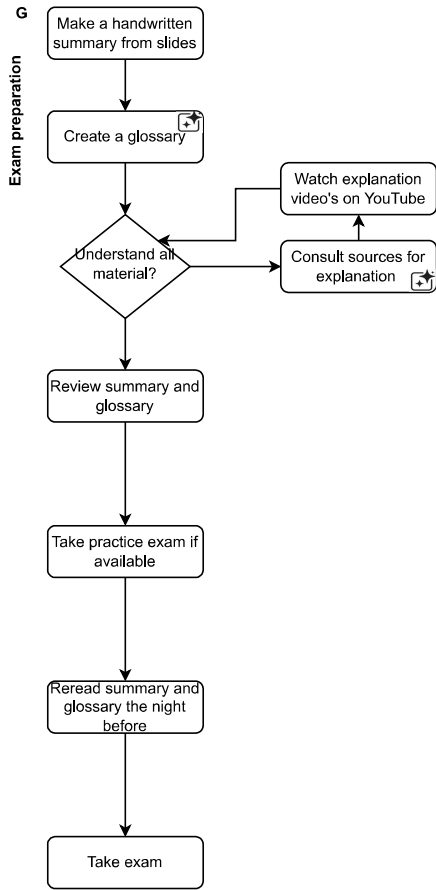 G
Exam preparation
Make a handwritten
summary from slides
Create a glossary
Understand all
material?
Watch explanation
video's on YouTube
Consult sources for
explanation
Review summary and
glossary
Take practice exam if
available
Reread summary and
glossary the night
before
Take exam